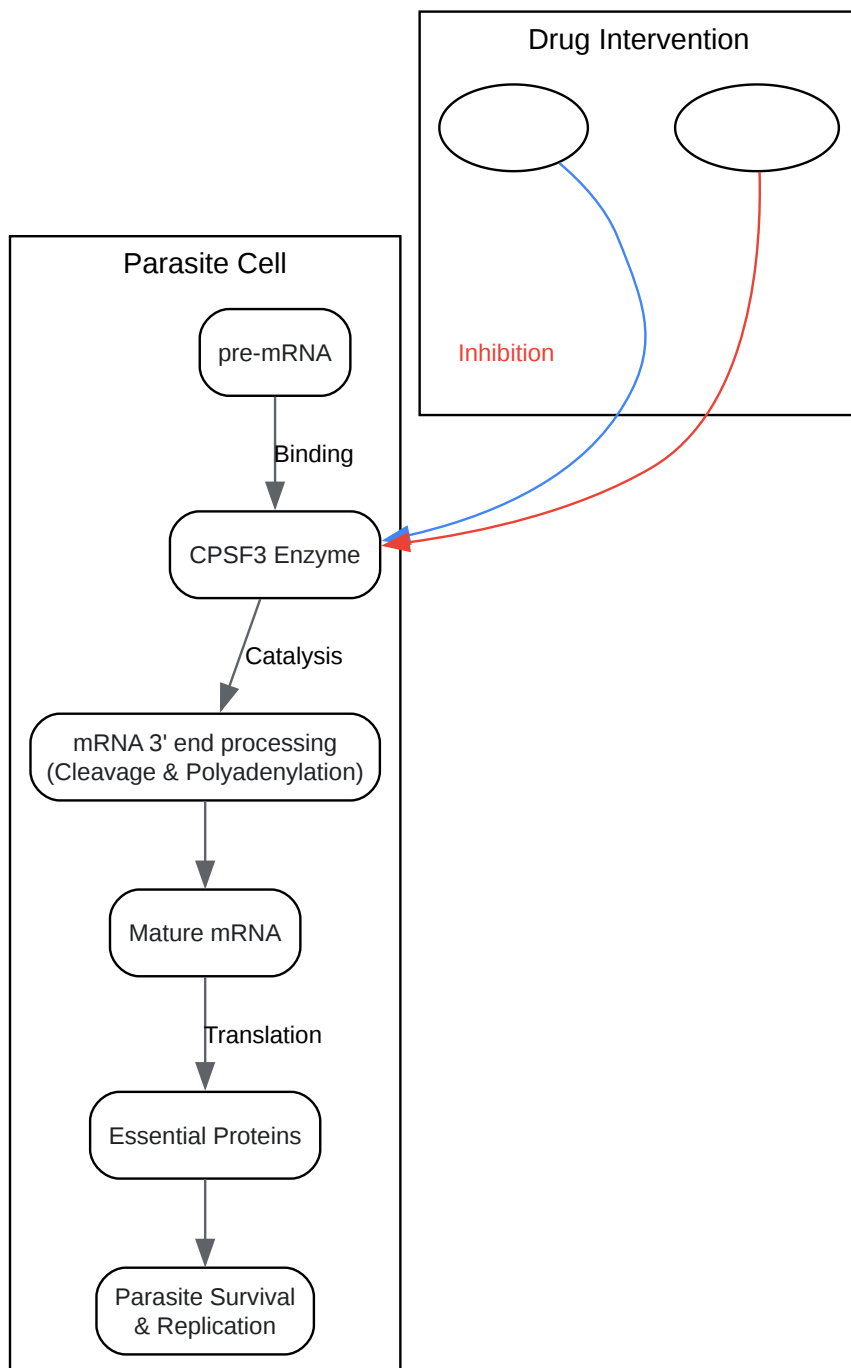 Drug Intervention
Inhibition
Parasite Cell
pre-mRNA
Binding
CPSF3 Enzyme
Catalysis
mRNA 3' end processing
(Cleavage & Polyadenylation)
Mature mRNA
Translation
Essential Proteins
Parasite Survival
& Replication